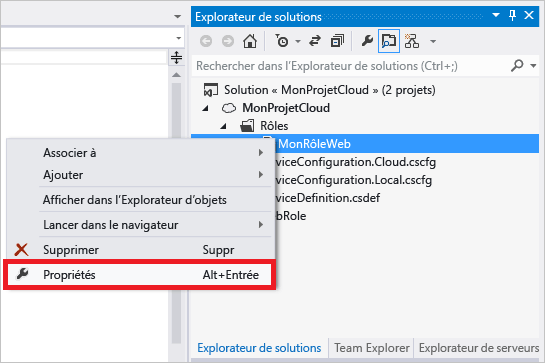 Explorateur de solutions
Rechercher dans l'Explorateur de solutions (Ctrl+;)
Solution « MonProjetCloud » (2 projets)
MonProjetCloud
Rôles
MonRôleWeb
viceConfiguration.Cloud.cscfg
viceConfiguration.Local.cscfg
viceDefinition.csdef
bRole
Associer à
Ajouter
Afficher dans l'Explorateur d'objets
Lancer dans le navigateur
Supprimer Suppr
Propriétés Alt+Entrée
Explorateur de solutions Team Explorer Explorateur de serveurs